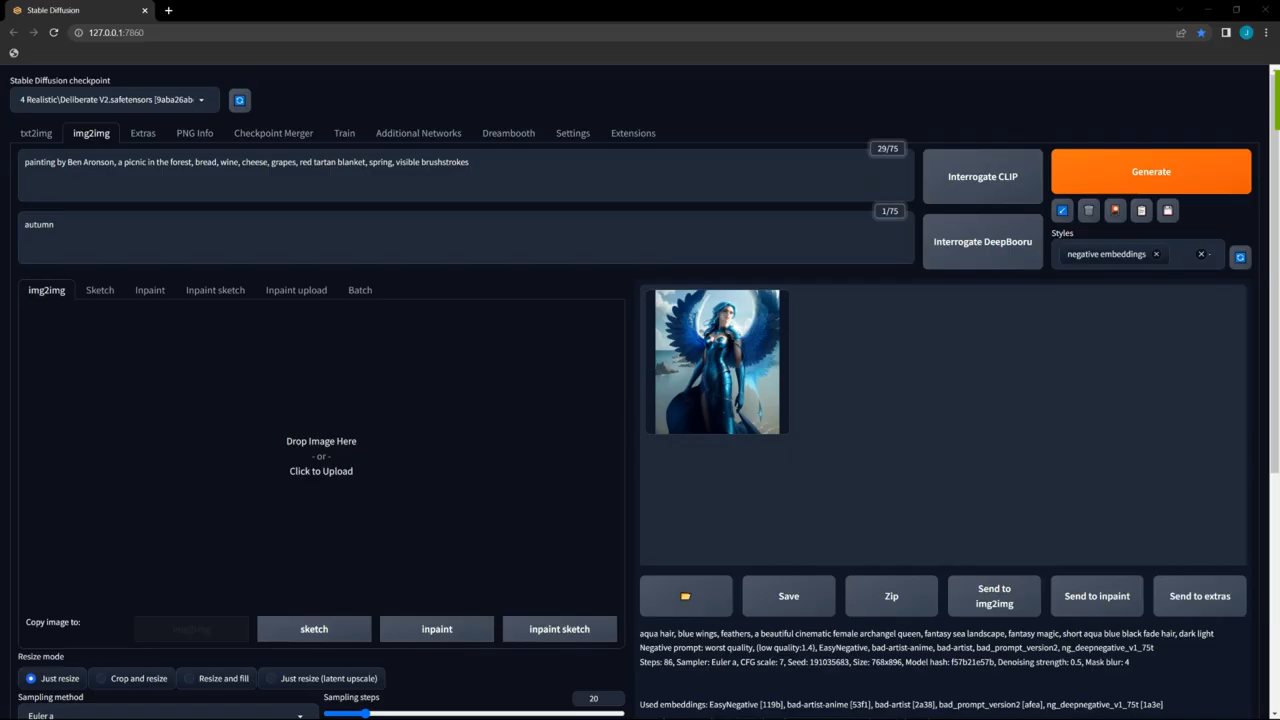 Stable Diffusion
127.0.0.1:7860
J
Stable Diffusion checkpoint
4 Realistic\Deliberate V2.safetensors [9aba26ab
txt2img
img2img
Extras
PNG Info
Checkpoint Merger
Train
Additional Networks
Dreambooth
Settings
Extensions
painting by Ben Aronson, a picnic in the forest, bread, wine, cheese, grapes, red tartan blanket, spring, visible brushstrokes
29/75
autumn
1/75
Interrogate CLIP
Interrogate DeepBooru
Generate
Styles
negative embeddings
img2img
Sketch
Inpaint
Inpaint sketch
Inpaint upload
Batch
Drop Image Here
- or -
Click to Upload
Copy image to:
sketch
inpaint
inpaint sketch
Resize mode
Just resize
Crop and resize
Resize and fill
Just resize (latent upscale)
Sampling method
Euler a
Sampling steps
20
Save
Zip
Send to
img2img
Send to inpaint
Send to extras
aqua hair, blue wings, feathers, a beautiful cinematic female archangel queen, fantasy sea landscape, fantasy magic, short aqua blue black fade hair, dark light
Negative prompt: worst quality, (low quality:1.4), EasyNegative, bad-artist-anime, bad-artist, bad_prompt_version2, ng_deepnegative_v1_75t
Steps: 86, Sampler: Euler a, CFG scale: 7, Seed: 191035683, Size: 768x896, Model hash: f57b21e57b, Denoising strength: 0.5, Mask blur: 4
Used embeddings: EasyNegative [119b], bad-artist-anime [53f1], bad-artist [2a38], bad_prompt_version2 [afea], ng_deepnegative_v1_75t [1a3e]